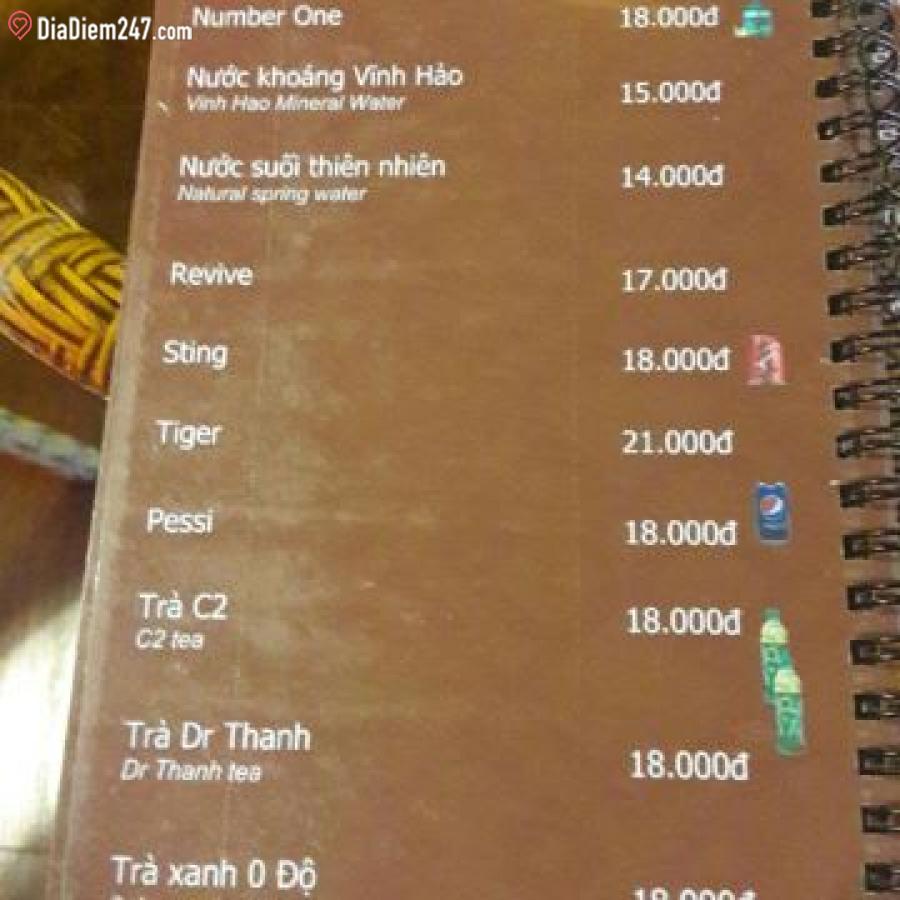 DiaDiem247.com
Number One 18.000đ
Nước khoáng Vĩnh Hảo 15.000đ
Vinh Hao Mineral Water
Nước suối thiên nhiên 14.000đ
Natural spring water
Revive 17.000đ
Sting 18.000đ
Tiger 21.000đ
Pessi 18.000đ
Trà C2 18.000đ
C2 tea
Trà Dr Thanh 18.000đ
Dr Thanh tea
Trà xanh 0 Độ 18.000đ